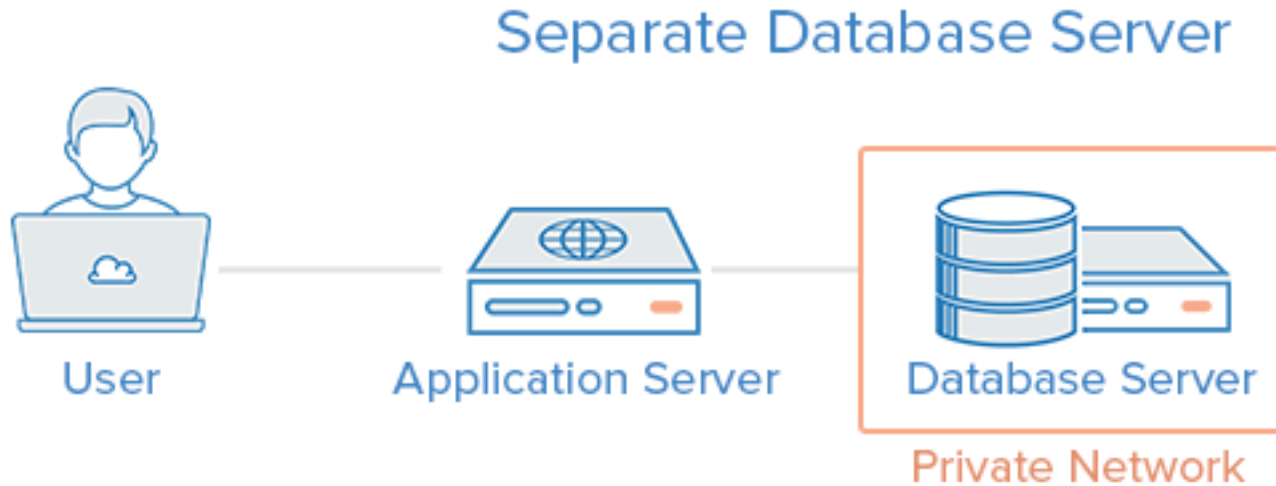 Separate Database Server
User
Application Server
Database Server
Private Network